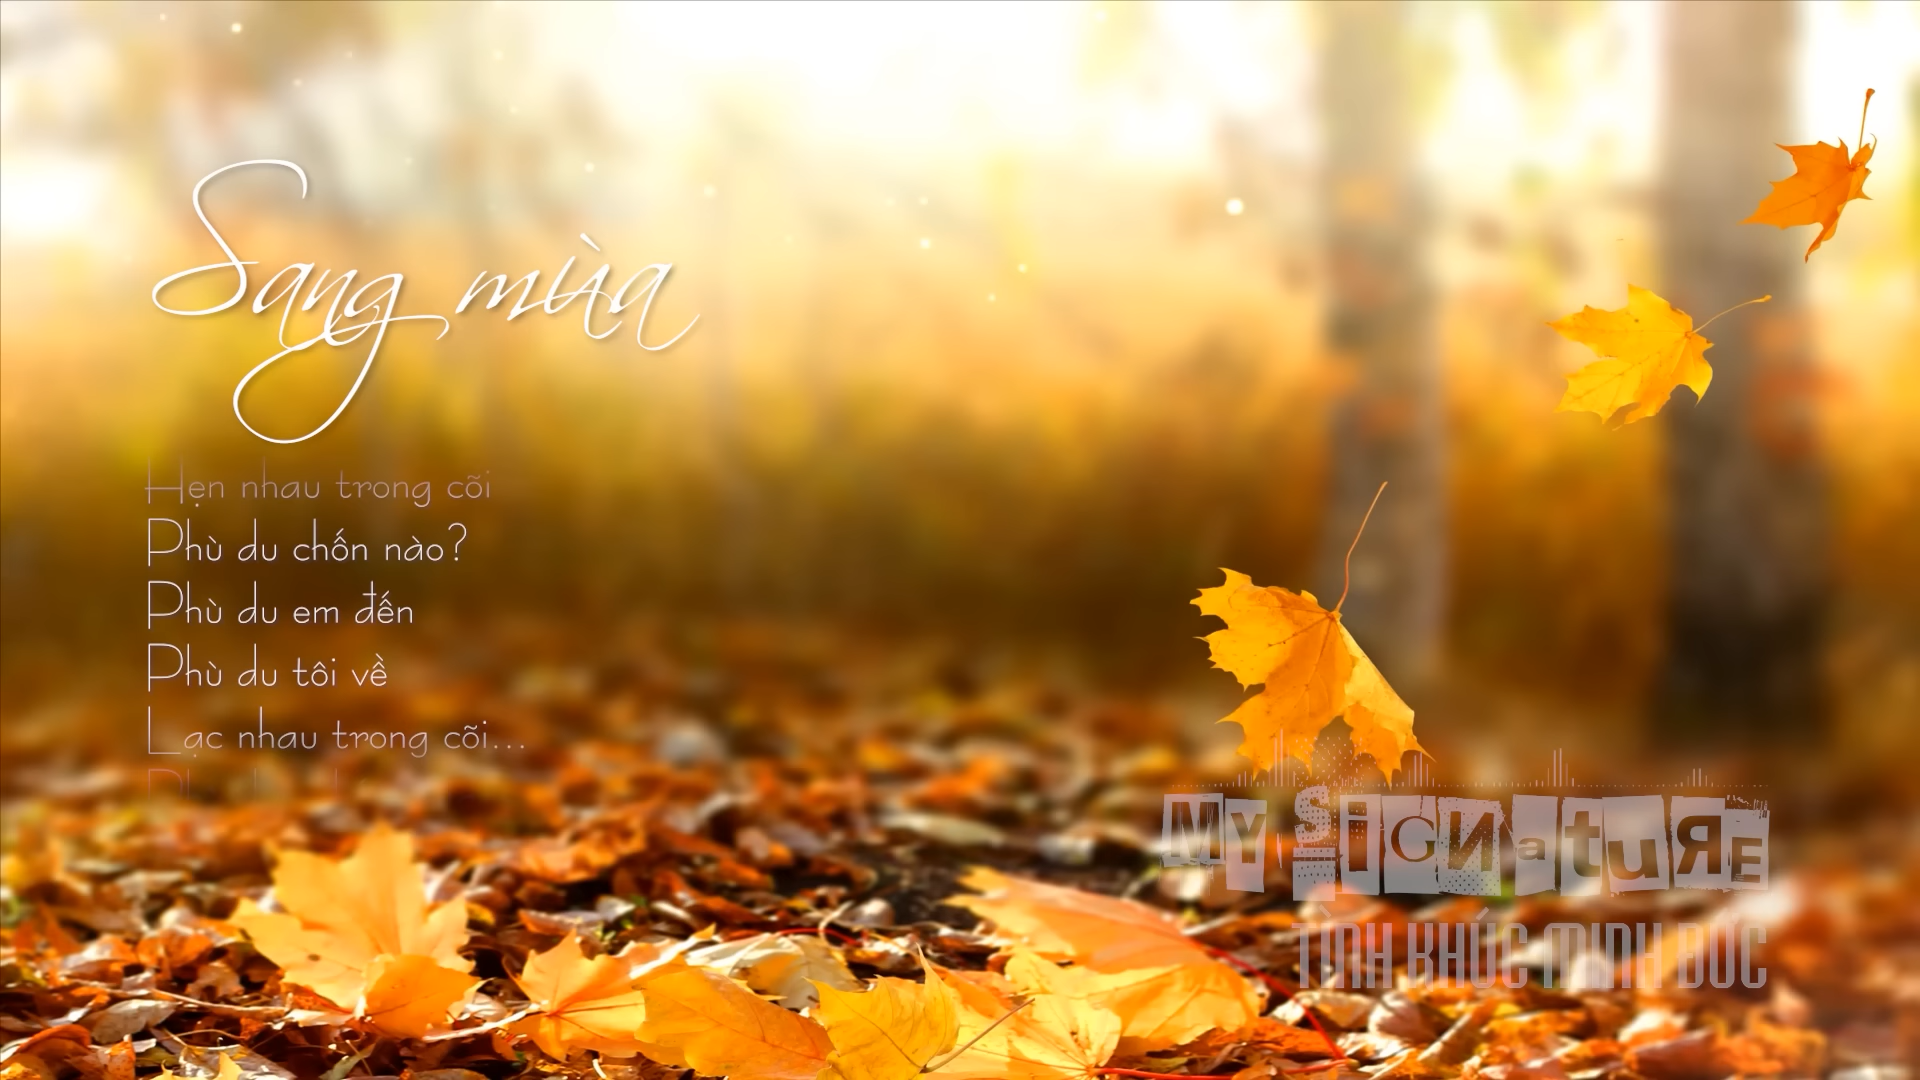 Sang mùa
Hẹn nhau trong cõi
Phù du chốn nào?
Phù du em đến
Phù du tôi về
Lạc nhau trong cõi...
MY SIGNATURE
TÌNH KHÚC MINH ĐỨC